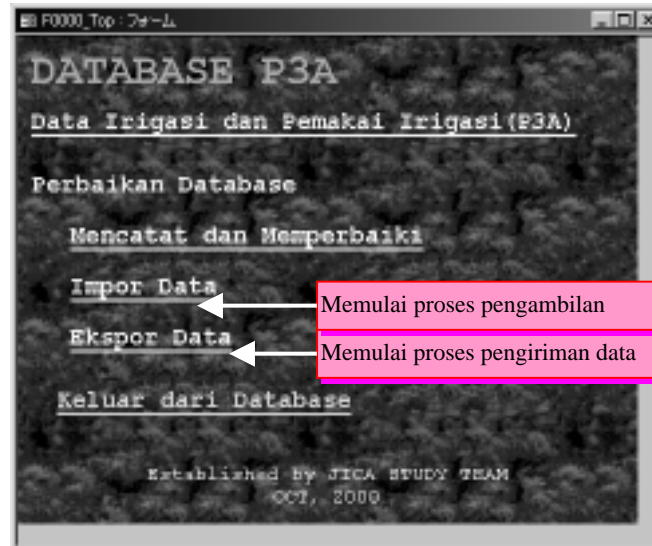 F0000_Top : フォーム
DATABASE P3A
Data Irigasi dan Pemakai Irigasi(P3A)
Perbaikan Database
Mencatat dan Memperbaiki
Impor Data
Memulai proses pengambilan
Ekspor Data
Memulai proses pengiriman data
Keluar dari Database
Established by JICA STUDY TEAM
OCT, 2000